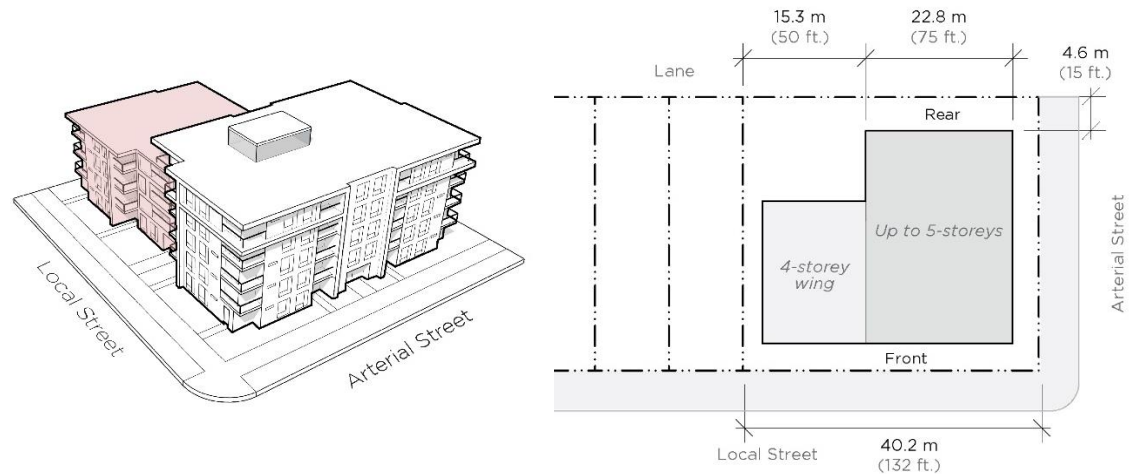 Local Street
Arterial Street
15.3 m
(50 ft.)
22.8 m
(75 ft.)
4.6 m
(15 ft.)
Lane
Rear
Up to 5-storeys
4-storey
wing
Arterial Street
Front
Local Street
40.2 m
(132 ft.)